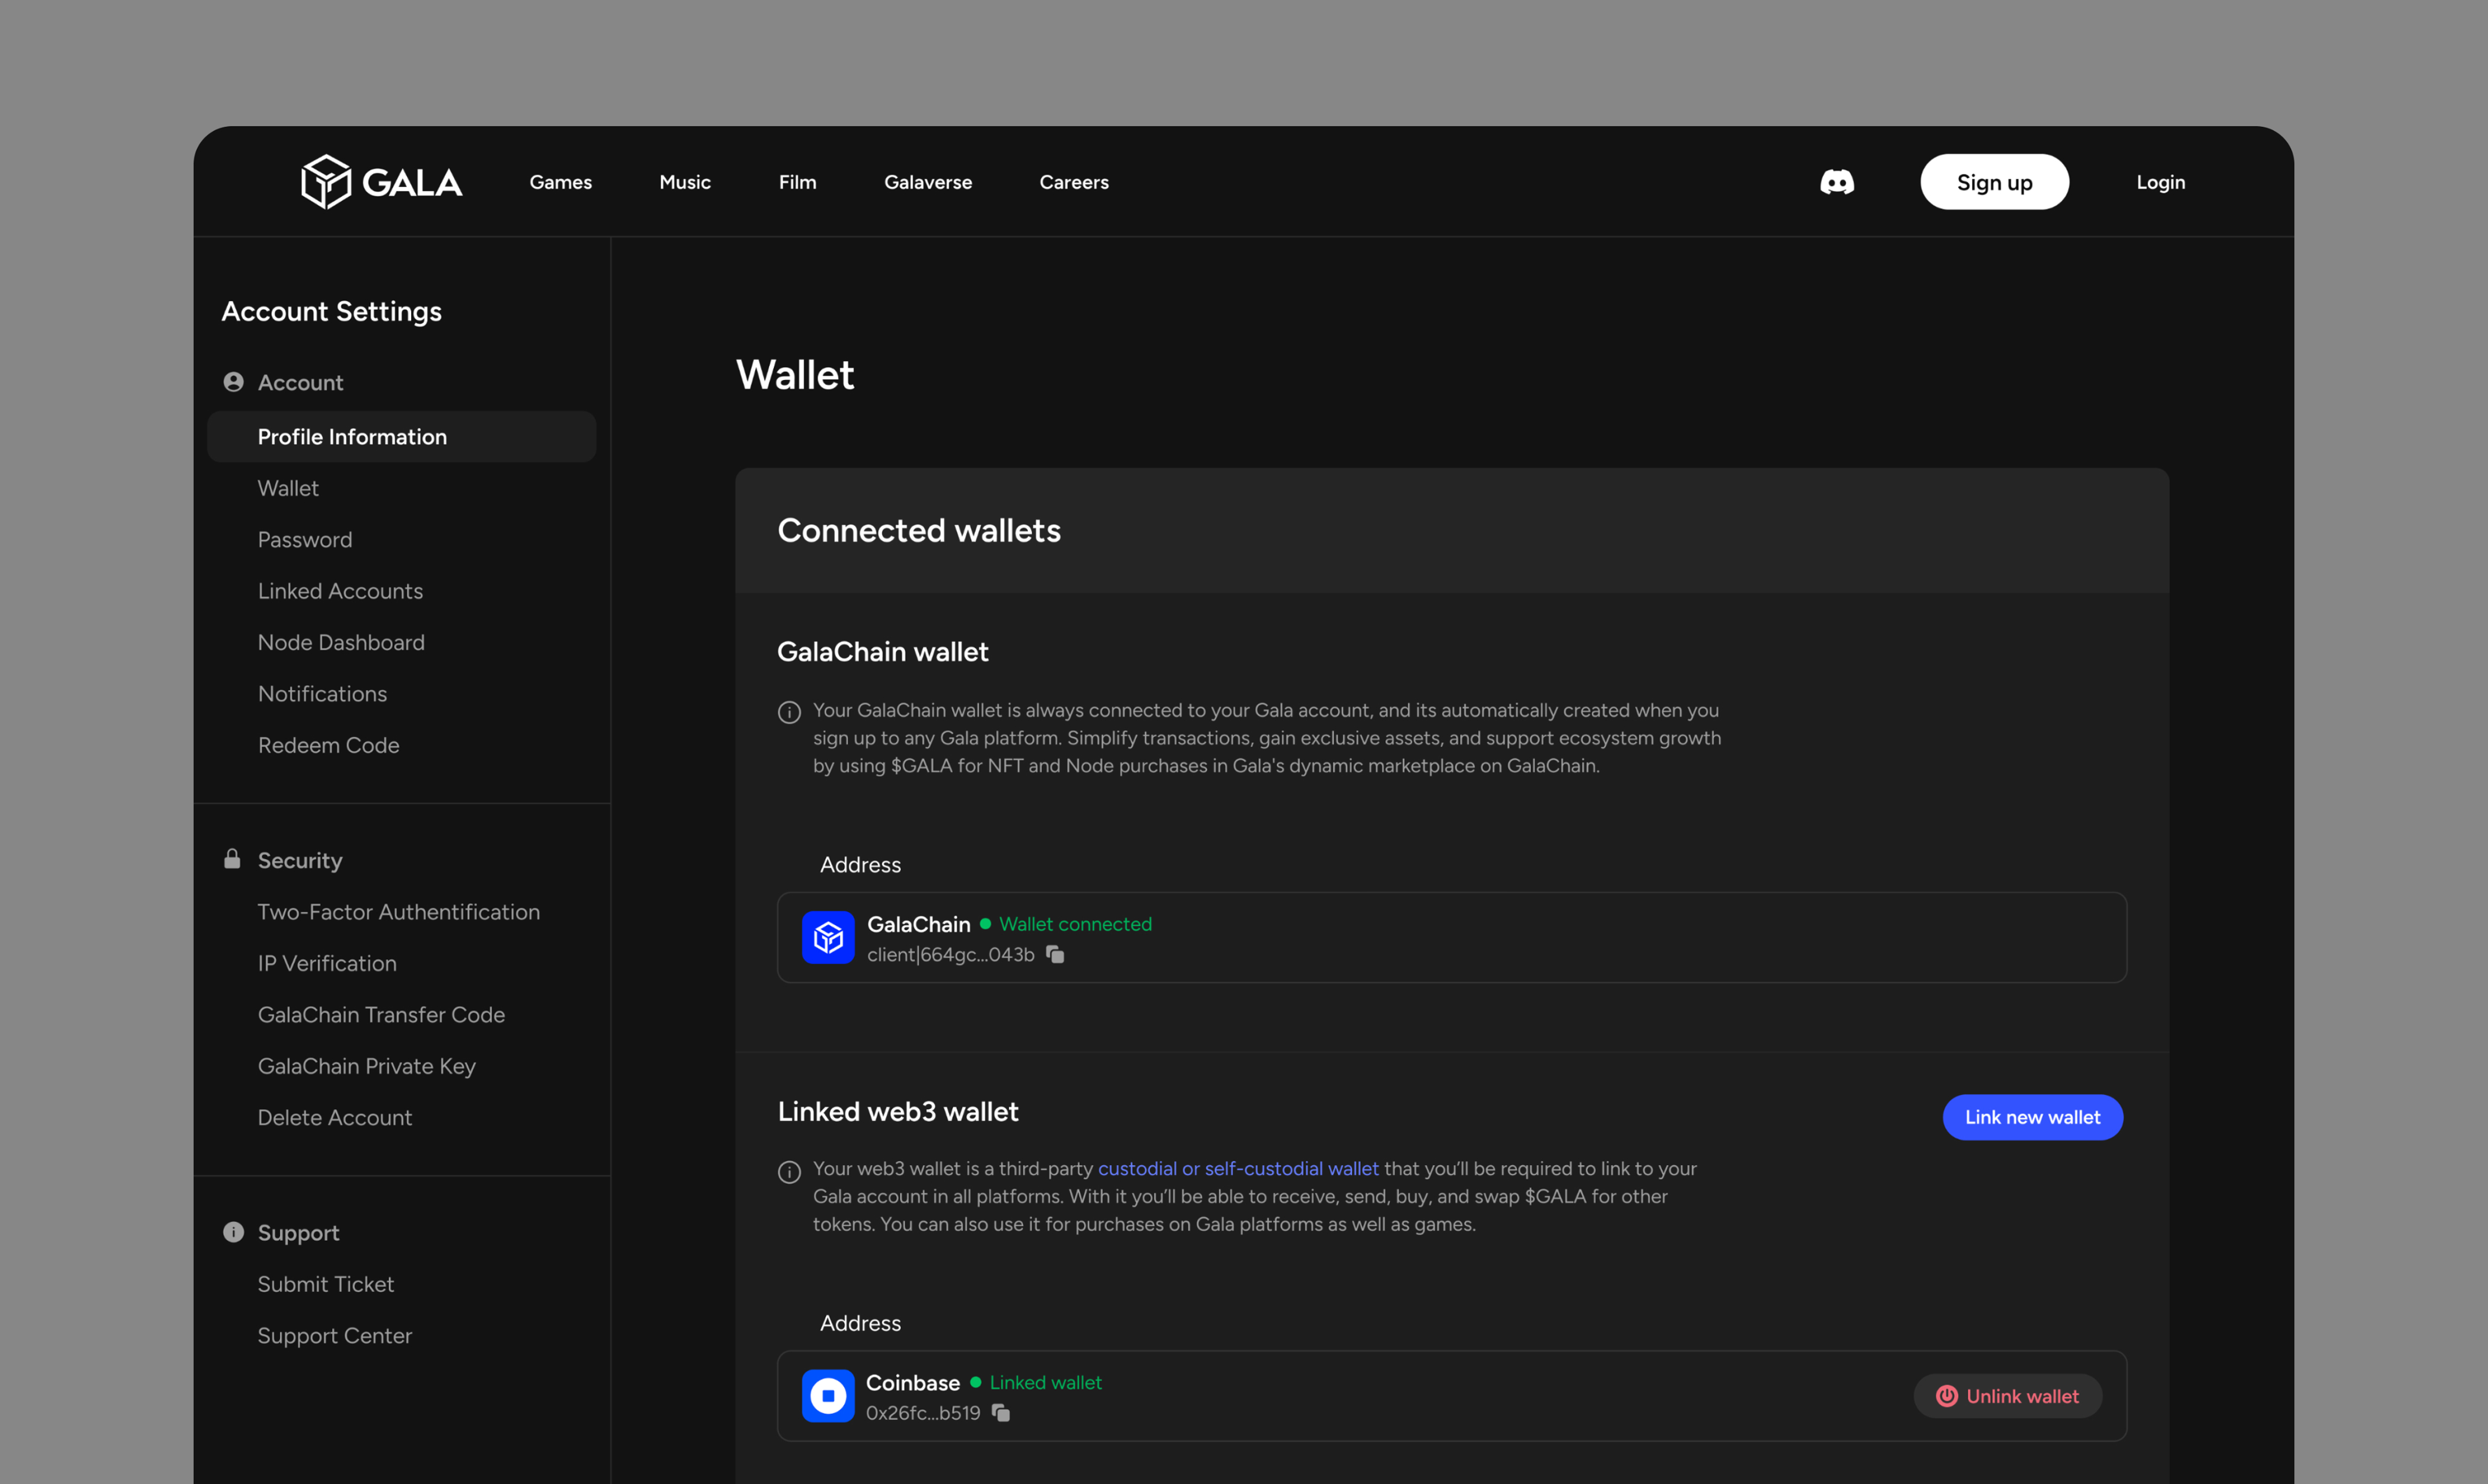 GALA
Games
Music
Film
Galaverse
Careers
Sign up
Login
Account Settings
Account
Profile Information
Wallet
Password
Linked Accounts
Node Dashboard
Notifications
Redeem Code
Security
Two-Factor Authentification
IP Verification
GalaChain Transfer Code
GalaChain Private Key
Delete Account
Support
Submit Ticket
Support Center
Wallet
Connected wallets
GalaChain wallet
Your GalaChain wallet is always connected to your Gala account, and its automatically created when you
sign up to any Gala platform. Simplify transactions, gain exclusive assets, and support ecosystem growth
by using $GALA for NFT and Node purchases in Gala's dynamic marketplace on GalaChain.
Address
GalaChain Wallet connected
client|664gc...043b
Linked web3 wallet
Link new wallet
Your web3 wallet is a third-party custodial or self-custodial wallet that you’ll be required to link to your
Gala account in all platforms. With it you’ll be able to receive, send, buy, and swap $GALA for other
tokens. You can also use it for purchases on Gala platforms as well as games.
Address
Coinbase Linked wallet
0x26fc...b519
Unlink wallet